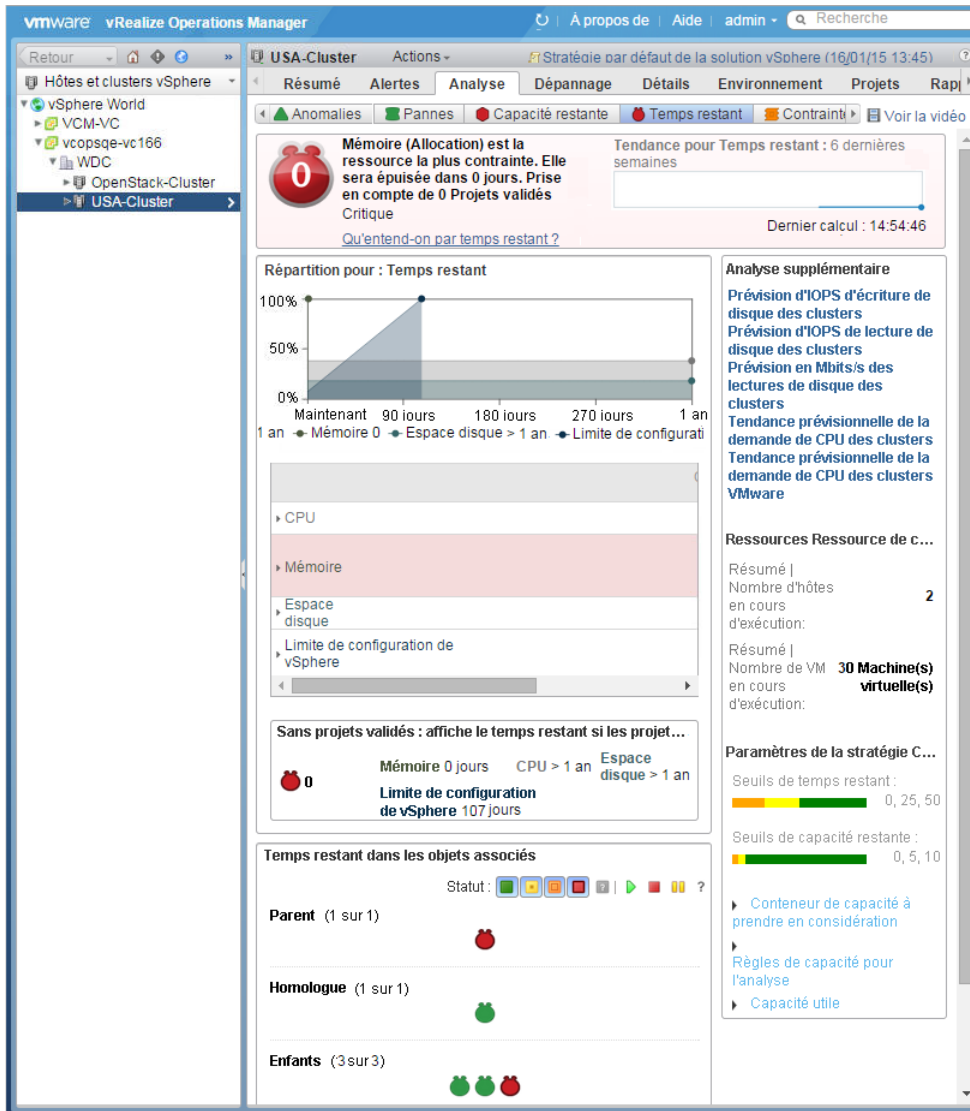 vmware vRealize Operations Manager
À propos de
Aide
admin
Recherche
Retour
USA-Cluster
Actions
Stratégie par défaut de la solution vSphere (16/01/15 13:45)
Hôtes et clusters vSphere
vSphere World
VCM-VC
vcopsqe-vc166
WDC
OpenStack-Cluster
USA-Cluster
Résumé
Alertes
Analyse
Dépannage
Détails
Environnement
Projets
Rapp
Anomalies
Pannes
Capacité restante
Temps restant
Contrainte
Voir la vidéo
0
Mémoire (Allocation) est la
ressource la plus contrainte. Elle
sera épuisée dans 0 jours. Prise
en compte de 0 Projets validés
Critique
Qu'entend-on par temps restant ?
Tendance pour Temps restant : 6 dernières
semaines
Dernier calcul : 14:54:46
Répartition pour : Temps restant
100%
50%
0%
Maintenant
90 jours
180 jours
270 jours
1 an
1 an
Mémoire 0
Espace disque > 1 an
Limite de configurati
CPU
Mémoire
Espace
disque
Limite de configuration de
vSphere
Sans projets validés : affiche le temps restant si les projet...
0
Mémoire 0 jours
CPU > 1 an
Espace
disque > 1 an
Limite de configuration
de vSphere 107 jours
Temps restant dans les objets associés
Statut :
?
Parent (1 sur 1)
Homologue (1 sur 1)
Enfants (3 sur 3)
Analyse supplémentaire
Prévision d'IOPS d'écriture de
disque des clusters
Prévision d'IOPS de lecture de
disque des clusters
Prévision en Mbits/s des
lectures de disque des
clusters
Tendance prévisionnelle de la
demande de CPU des clusters
Tendance prévisionnelle de la
demande de CPU des clusters
VMware
Ressources Ressource de c...
Résumé |
Nombre d'hôtes
en cours
d'exécution:
2
Résumé |
Nombre de VM
en cours
d'exécution:
30 Machine(s)
virtuelle(s)
Paramètres de la stratégie C...
Seuils de temps restant :
0, 25, 50
Seuils de capacité restante :
0, 5, 10
Conteneur de capacité à
prendre en considération
Règles de capacité pour
l'analyse
Capacité utile